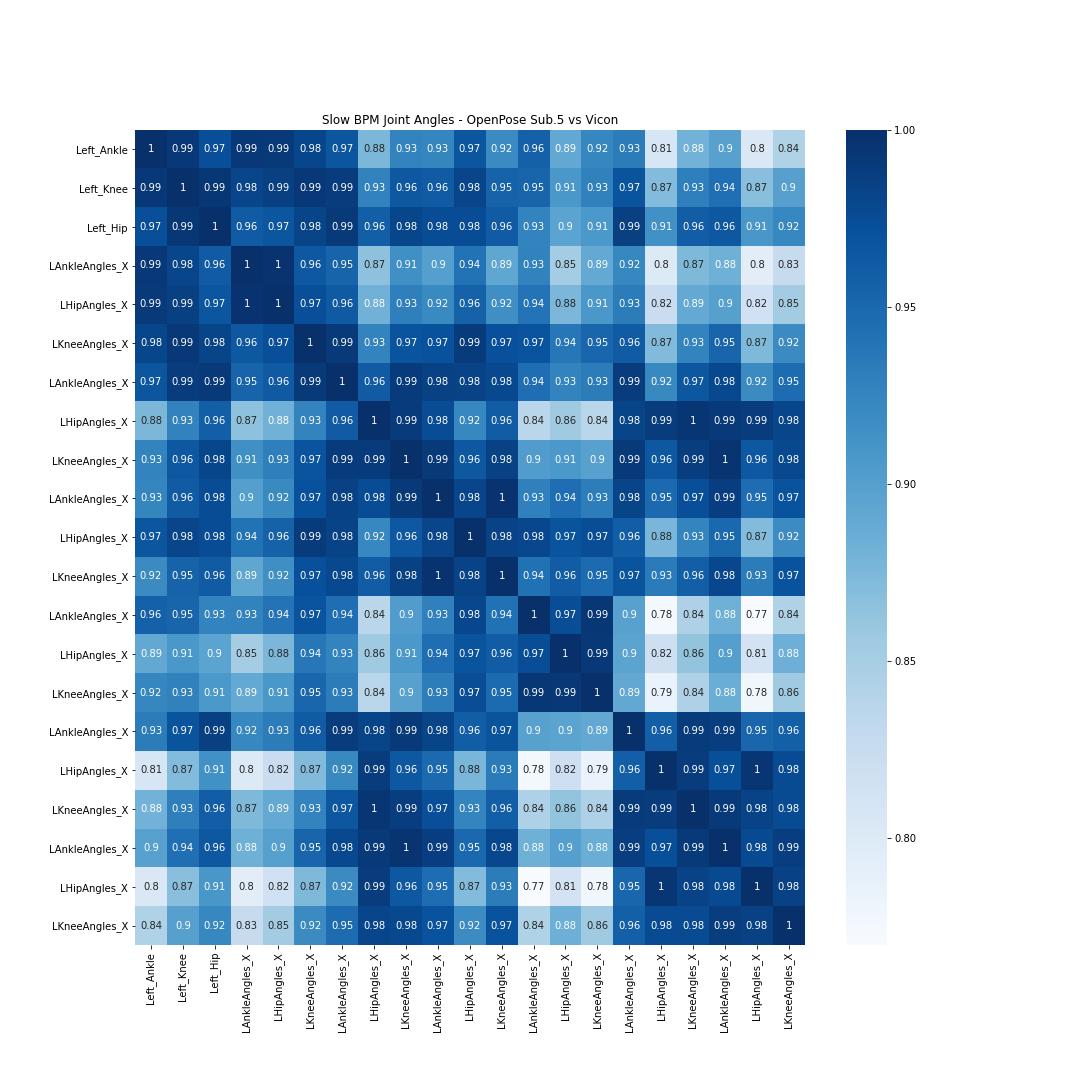 Slow BPM Joint Angles - OpenPose Sub.5 vs Vicon
Left_Ankle 1 0.99 0.97 0.99 0.99 0.98 0.97 0.88 0.93 0.93 0.97 0.92 0.96 0.89 0.92 0.93 0.81 0.88 0.9 0.8 0.84
Left_Knee 0.99 1 0.99 0.98 0.99 0.99 0.99 0.93 0.96 0.96 0.98 0.95 0.95 0.91 0.93 0.97 0.87 0.93 0.94 0.87 0.9
Left_Hip 0.97 0.99 1 0.96 0.97 0.98 0.99 0.96 0.98 0.98 0.98 0.96 0.93 0.9 0.91 0.99 0.91 0.96 0.96 0.91 0.92
LAnkleAngles_X 0.99 0.98 0.96 1 1 0.96 0.95 0.87 0.91 0.9 0.94 0.89 0.93 0.85 0.89 0.92 0.8 0.87 0.88 0.8 0.83
LHipAngles_X 0.99 0.99 0.97 1 1 0.97 0.96 0.88 0.93 0.92 0.96 0.92 0.94 0.88 0.91 0.93 0.82 0.89 0.9 0.82 0.85
LKneeAngles_X 0.98 0.99 0.98 0.96 0.97 1 0.99 0.93 0.97 0.97 0.99 0.97 0.97 0.94 0.95 0.96 0.87 0.93 0.95 0.87 0.92
LAnkleAngles_X 0.97 0.99 0.99 0.95 0.96 0.99 1 0.96 0.99 0.98 0.98 0.98 0.94 0.93 0.93 0.99 0.92 0.97 0.98 0.92 0.95
LHipAngles_X 0.88 0.93 0.96 0.87 0.88 0.93 0.96 1 0.99 0.98 0.92 0.96 0.84 0.86 0.84 0.98 0.99 1 0.99 0.99 0.98
LKneeAngles_X 0.93 0.96 0.98 0.91 0.93 0.97 0.99 0.99 1 0.99 0.96 0.98 0.9 0.91 0.9 0.99 0.96 0.99 1 0.96 0.98
LAnkleAngles_X 0.93 0.96 0.98 0.9 0.92 0.97 0.98 0.98 0.99 1 0.98 1 0.93 0.94 0.93 0.98 0.95 0.97 0.99 0.95 0.97
LHipAngles_X 0.97 0.98 0.98 0.94 0.96 0.99 0.98 0.92 0.96 0.98 1 0.98 0.98 0.97 0.97 0.96 0.88 0.93 0.95 0.87 0.92
LKneeAngles_X 0.92 0.95 0.96 0.89 0.92 0.97 0.98 0.96 0.98 1 0.98 1 0.94 0.96 0.95 0.97 0.93 0.96 0.98 0.93 0.97
LAnkleAngles_X 0.96 0.95 0.93 0.93 0.94 0.97 0.94 0.84 0.9 0.93 0.98 0.94 1 0.97 0.99 0.9 0.78 0.84 0.88 0.77 0.84
LHipAngles_X 0.89 0.91 0.9 0.85 0.88 0.94 0.93 0.86 0.91 0.94 0.97 0.96 0.97 1 0.99 0.9 0.82 0.86 0.9 0.81 0.88
LKneeAngles_X 0.92 0.93 0.91 0.89 0.91 0.95 0.93 0.84 0.9 0.93 0.97 0.95 0.99 0.99 1 0.89 0.79 0.84 0.88 0.78 0.86
LAnkleAngles_X 0.93 0.97 0.99 0.92 0.93 0.96 0.99 0.98 0.99 0.98 0.96 0.97 0.9 0.9 0.89 1 0.96 0.99 0.99 0.95 0.96
LHipAngles_X 0.81 0.87 0.91 0.8 0.82 0.87 0.92 0.99 0.96 0.95 0.88 0.93 0.78 0.82 0.79 0.96 1 0.99 0.97 1 0.98
LKneeAngles_X 0.88 0.93 0.96 0.87 0.89 0.93 0.97 1 0.99 0.97 0.93 0.96 0.84 0.86 0.84 0.99 0.99 1 0.99 0.98 0.98
LAnkleAngles_X 0.9 0.94 0.96 0.88 0.9 0.95 0.98 0.99 1 0.99 0.95 0.98 0.88 0.9 0.88 0.99 0.97 0.99 1 0.98 0.99
LHipAngles_X 0.8 0.87 0.91 0.8 0.82 0.87 0.92 0.99 0.96 0.95 0.87 0.93 0.77 0.81 0.78 0.95 1 0.98 0.98 1 0.98
LKneeAngles_X 0.84 0.9 0.92 0.83 0.85 0.92 0.95 0.98 0.98 0.97 0.92 0.97 0.84 0.88 0.86 0.96 0.98 0.98 0.99 0.98 1
Left_Ankle
Left_Knee
Left_Hip
LAnkleAngles_X
LHipAngles_X
LKneeAngles_X
LAnkleAngles_X
LHipAngles_X
LKneeAngles_X
LAnkleAngles_X
LHipAngles_X
LKneeAngles_X
LAnkleAngles_X
LHipAngles_X
LKneeAngles_X
LAnkleAngles_X
LHipAngles_X
LKneeAngles_X
LAnkleAngles_X
LHipAngles_X
LKneeAngles_X
1.00
0.95
0.90
0.85
0.80